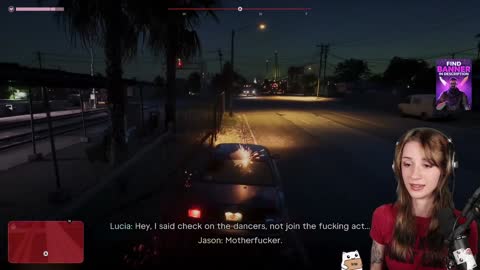 FIND
BANNER
IN DESCRIPTION
Lucia: Hey, I said check on the dancers, not join the fucking act...
Jason: Motherfucker.